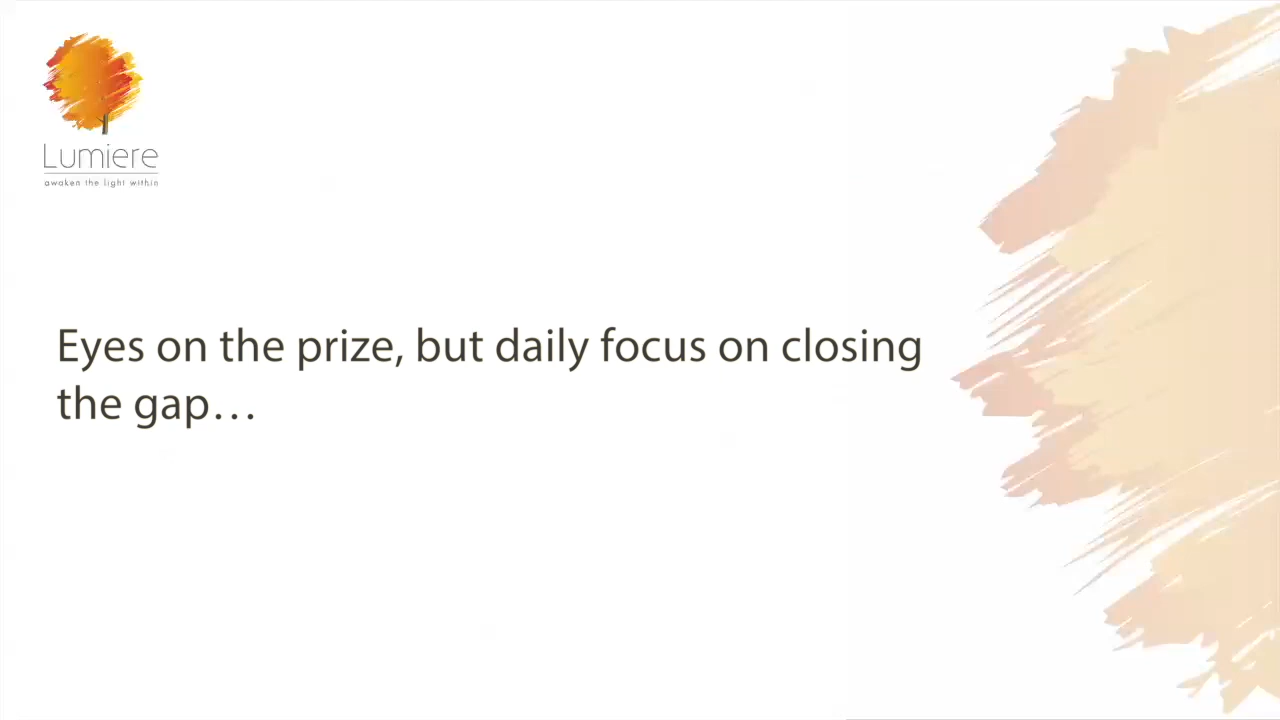 Lumiere
awaken the light within
Eyes on the prize, but daily focus on closing
the gap…